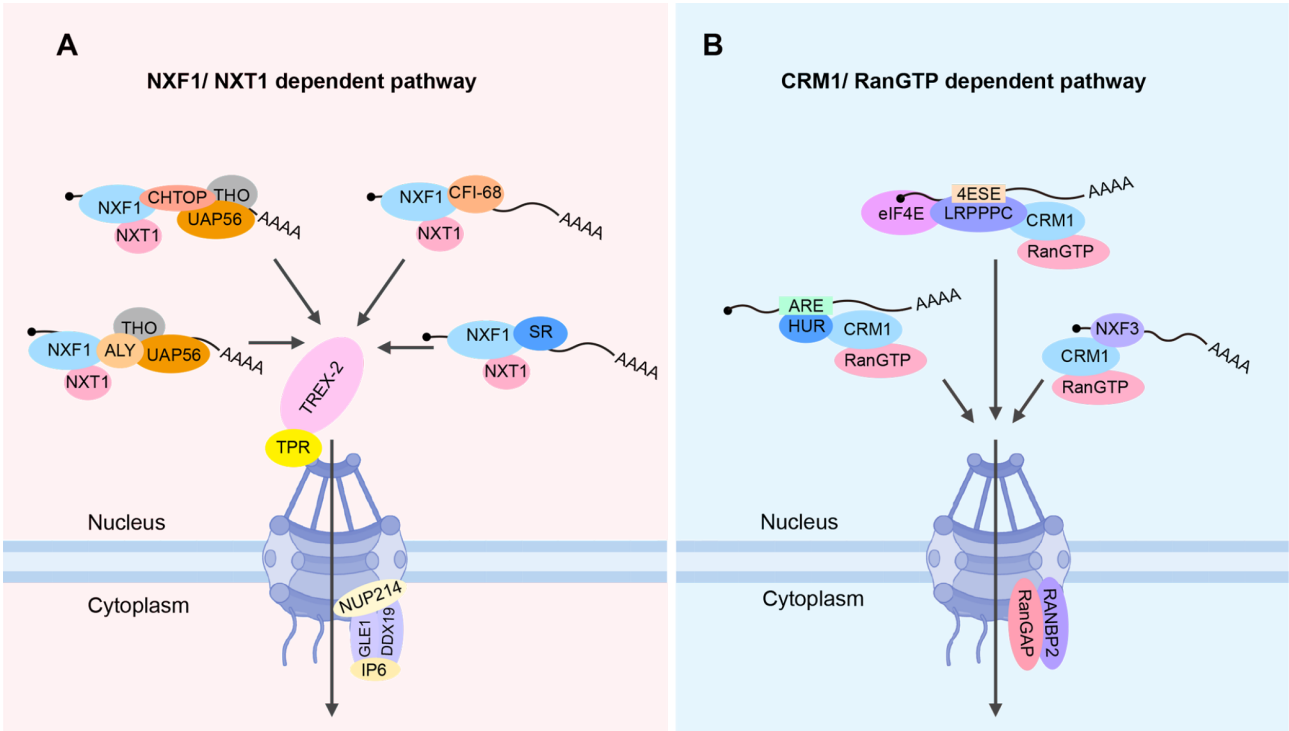 A
NXF1/ NXT1 dependent pathway
CHTOP
THO
NXF1
UAP56
NXT1
AAAA
NXF1
CFI-68
NXT1
AAAA
THO
NXF1
ALY
UAP56
NXT1
AAAA
NXF1
SR
NXT1
AAAA
TREX-2
TPR
Nucleus
Cytoplasm
NUP214
GLE1
DDX19
IP6
B
CRM1/ RanGTP dependent pathway
4ESE
AAAA
eIF4E
LRPPPC
CRM1
RanGTP
ARE
AAAA
HUR
CRM1
RanGTP
NXF3
CRM1
AAAA
RanGTP
Nucleus
Cytoplasm
RanGAP
RANBP2